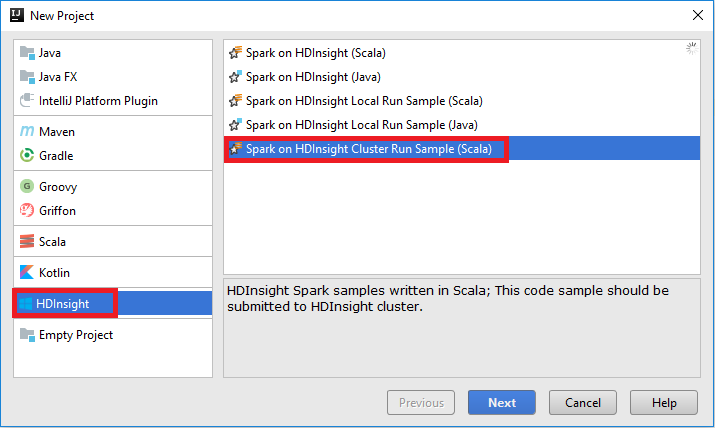 New Project
Java
Java FX
IntelliJ Platform Plugin
Maven
Gradle
Groovy
Griffon
Scala
Kotlin
HDInsight
Empty Project
Spark on HDInsight (Scala)
Spark on HDInsight (Java)
Spark on HDInsight Local Run Sample (Scala)
Spark on HDInsight Local Run Sample (Java)
Spark on HDInsight Cluster Run Sample (Scala)
HDInsight Spark samples written in Scala; This code sample should be
submitted to HDInsight cluster.
Previous Next Cancel Help